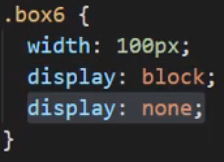 .box6 {
width: 100px;
display: block;
display: none;
}